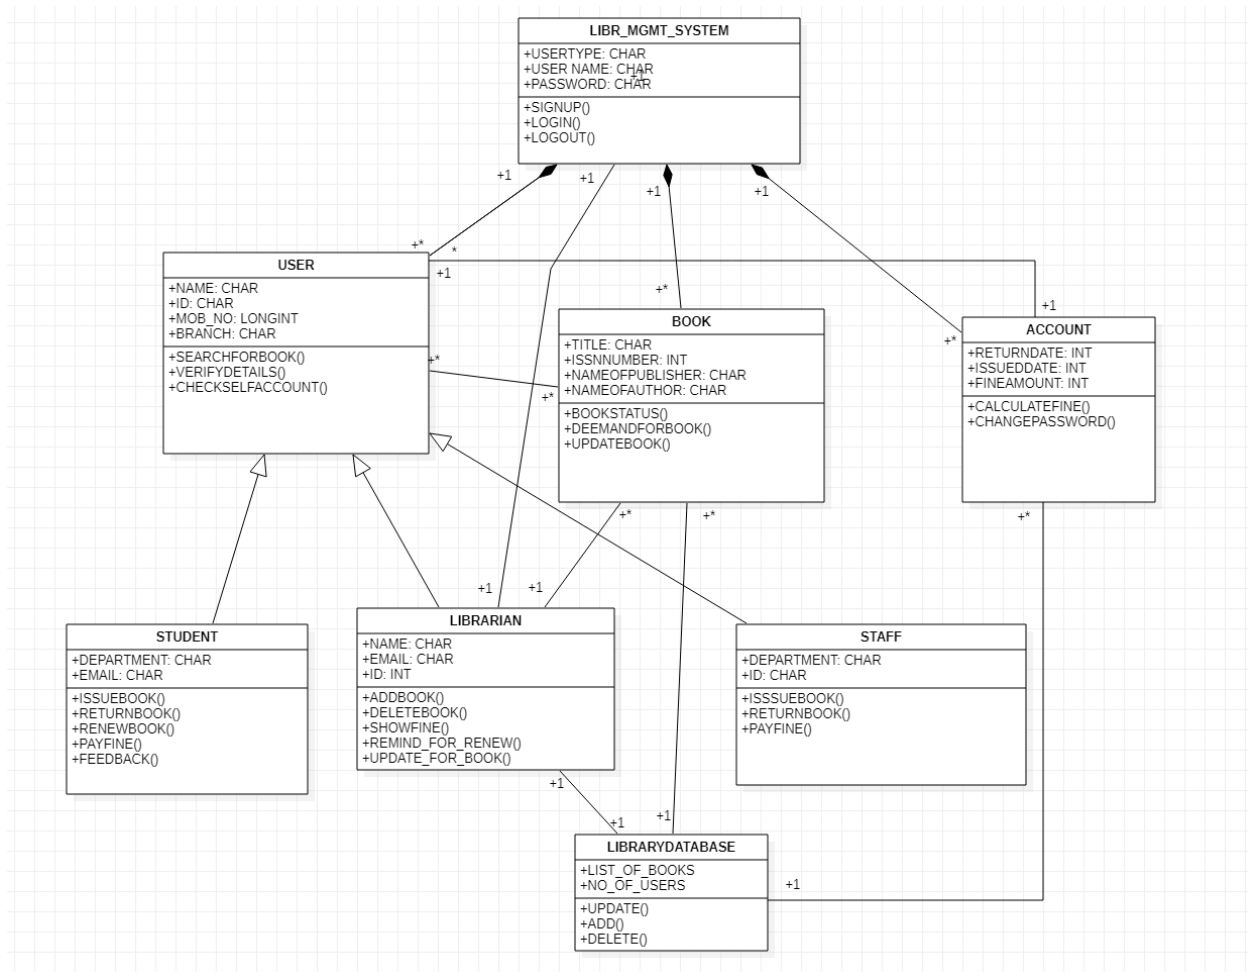 LIBR_MGMT_SYSTEM
+USERTYPE: CHAR
+USER NAME: CHAR
+1
+PASSWORD: CHAR
+SIGNUP()
+LOGIN()
+LOGOUT()
+1
+1
+1
+1
+*
*
USER
+1
+NAME: CHAR
+ID: CHAR
+MOB_NO: LONGINT
+BRANCH: CHAR
+SEARCHFORBOOK()
+VERIFYDETAILS()
+CHECKSELFACCOUNT()
+*
+*
+*
BOOK
+TITLE: CHAR
+ISSNNUMBER: INT
+NAMEOFPUBLISHER: CHAR
+NAMEOFAUTHOR: CHAR
+BOOKSTATUS()
+DEEMANDFORBOOK()
+UPDATEBOOK()
+1
+*
ACCOUNT
+RETURNDATE: INT
+ISSUEDDATE: INT
+FINEAMOUNT: INT
+CALCULATEFINE()
+CHANGEPASSWORD()
+*
+*
+*
+1
+1
STUDENT
+DEPARTMENT: CHAR
+EMAIL: CHAR
+ISSUEBOOK()
+RETURNBOOK()
+RENEWBOOK()
+PAYFINE()
+FEEDBACK()
LIBRARIAN
+NAME: CHAR
+EMAIL: CHAR
+ID: INT
+ADDBOOK()
+DELETEBOOK()
+SHOWFINE()
+REMIND_FOR_RENEW()
+UPDATE_FOR_BOOK()
STAFF
+DEPARTMENT: CHAR
+ID: CHAR
+ISSSUEBOOK()
+RETURNBOOK()
+PAYFINE()
+1
+1
+1
LIBRARYDATABASE
+LIST_OF_BOOKS
+NO_OF_USERS
+UPDATE()
+ADD()
+DELETE()
+1